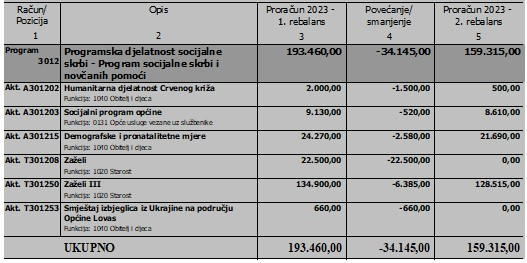 Račun/ Opis Proračun 2023 - Povećanje/ Proračun 2023 -
Pozicija 1. rebalans smanjenje 2. rebalans
1 2 3 4 5
Program Programska djelatnost socijalne 193.460,00 -34.145,00 159.315,00
3012 skrbi - Program socijalne skrbi i
novčanih pomoći
Akt. A301202 Humanitarna djelatnost Crvenog križa 2.000,00 -1.500,00 500,00
Funkcija: 1040 Obitelj i djeca
Akt. A301203 Socijalni program općine 9.130,00 -520,00 8.610,00
Funkcija: 0131 Opće usluge vezane uz službenike
Akt. A301215 Demografske i pronatalitetne mjere 24.270,00 -2.580,00 21.690,00
Funkcija: 1040 Obitelj i djeca
Akt. T301208 Zaželi 22.500,00 -22.500,00 0,00
Funkcija: 1020 Starost
Akt. T301250 Zaželi III 134.900,00 -6.385,00 128.515,00
Funkcija: 1020 Starost
Akt. T301253 Smještaj izbjeglica iz Ukrajine na području 660,00 -660,00 0,00
Općine Lovas
Funkcija: 1040 Obitelj i djeca
UKUPNO 193.460,00 -34.145,00 159.315,00